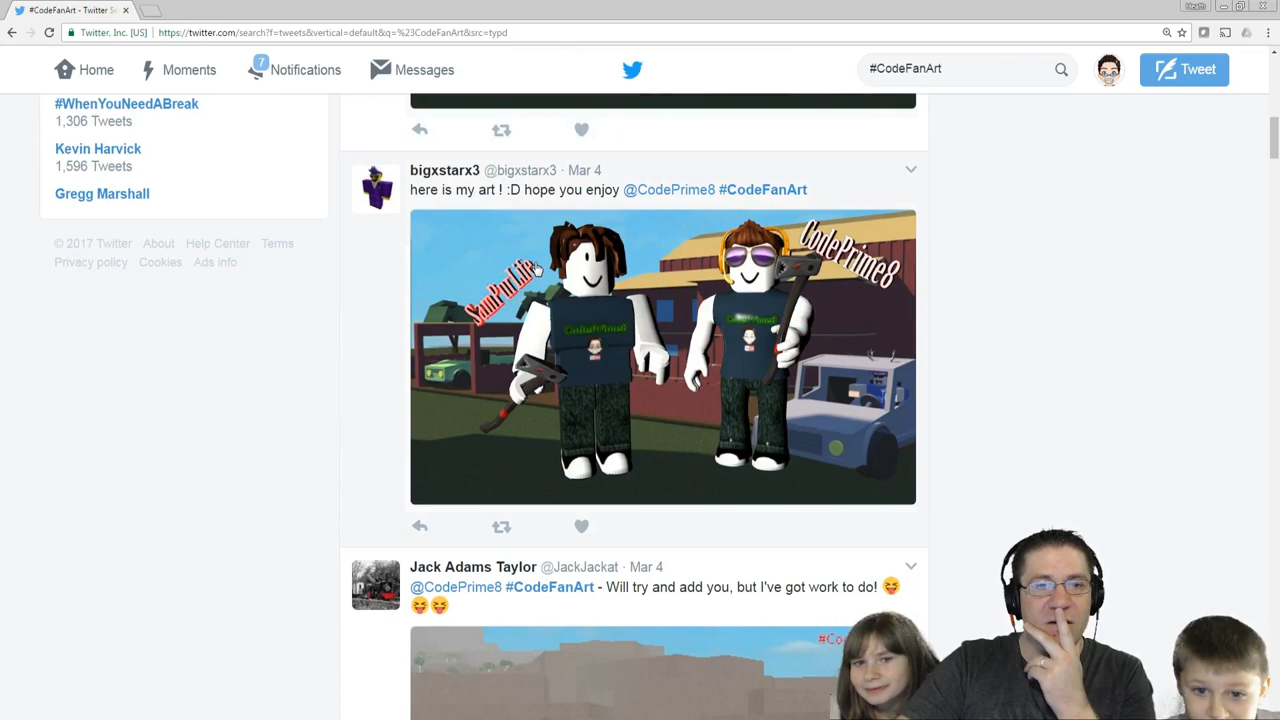 #CodeFanArt - Twitter Se
Heath
Twitter, Inc. [US]
https://twitter.com/search?f=tweets&vertical=default&q=%23CodeFanArt&src=typd
Home
Moments
7
Notifications
Messages
#CodeFanArt
Tweet
#WhenYouNeedABreak
1,306 Tweets
Kevin Harvick
1,596 Tweets
Gregg Marshall
© 2017 Twitter About Help Center Terms
Privacy policy Cookies Ads info
bigxstarx3 @bigxstarx3 · Mar 4
here is my art ! :D hope you enjoy @CodePrime8 #CodeFanArt
CodePrime8
Jack Adams Taylor @JackJackat · Mar 4
@CodePrime8 #CodeFanArt - Will try and add you, but I've got work to do!